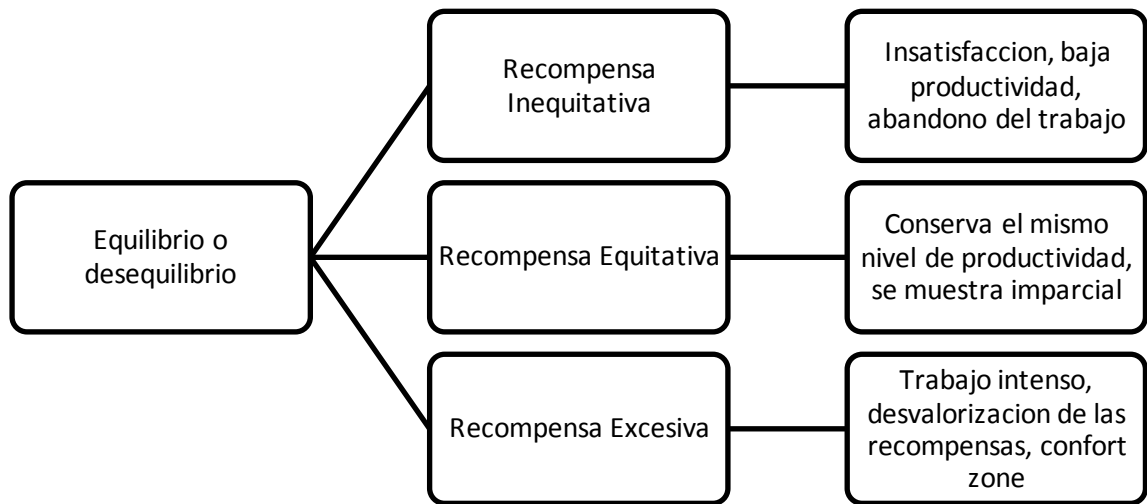 Equilibrio o
desequilibrio
Recompensa
Inequitativa
Insatisfaccion, baja
productividad,
abandono del trabajo
Recompensa Equitativa
Conserva el mismo
nivel de productividad,
se muestra imparcial
Recompensa Excesiva
Trabajo intenso,
desvalorizacion de las
recompensas, confort
zone